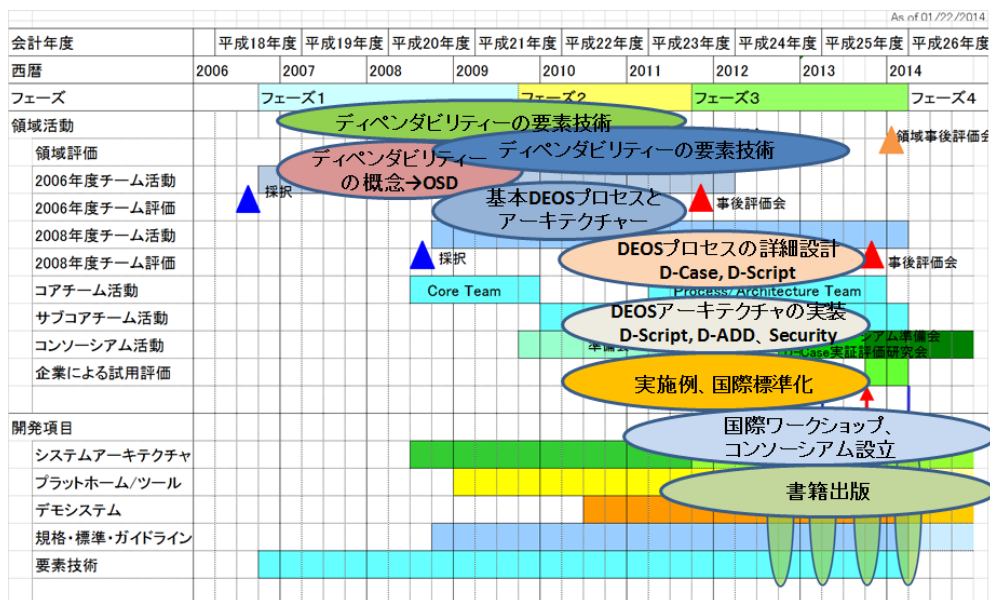 As of 01/22/2014
会計年度 平成18年度 平成19年度 平成20年度 平成21年度 平成22年度 平成23年度 平成24年度 平成25年度 平成26年度
西暦 2006 2007 2008 2009 2010 2011 2012 2013 2014
フェーズ フェーズ1 フェーズ2 フェーズ3 フェーズ4
領域活動
ディペンダビリティーの要素技術
領域事後評価会
領域評価
ディペンダビリティーの要素技術
ディペンダビリティー
の概念→OSD
2006年度チーム活動
採択
2006年度チーム評価
基本DEOSプロセスと
アーキテクチャー
事後評価会
2008年度チーム活動
2008年度チーム評価
採択
DEOSプロセスの詳細設計
D-Case, D-Script
事後評価会
コアチーム活動
Core Team
Process/Architecture Team
サブコアチーム活動
DEOSアーキテクチャの実装
D-Script, D-ADD、Security
コンソーシアム活動
シアム準備会
D-Case実証評価研究会
企業による試用評価
実施例、国際標準化
開発項目
国際ワークショップ、
コンソーシアム設立
システムアーキテクチャ
プラットホーム/ツール
書籍出版
デモシステム
規格・標準・ガイドライン
要素技術